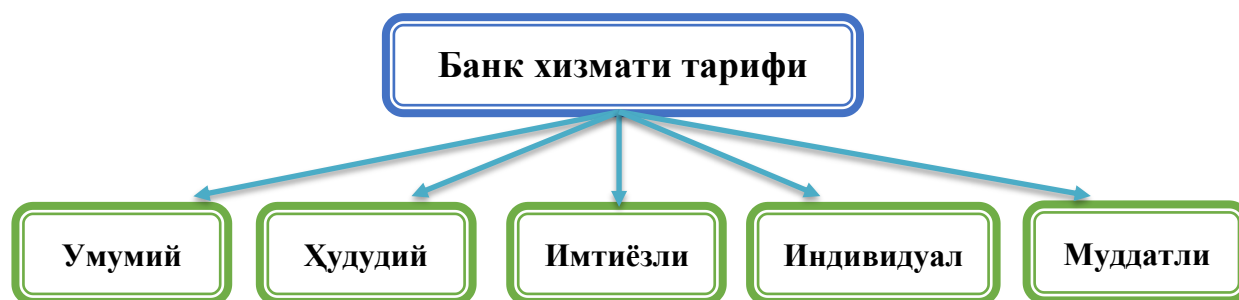 Банк хизмати тарифи
Умумий
Ҳудудий
Имтиёзли
Индивидуал
Муддатли